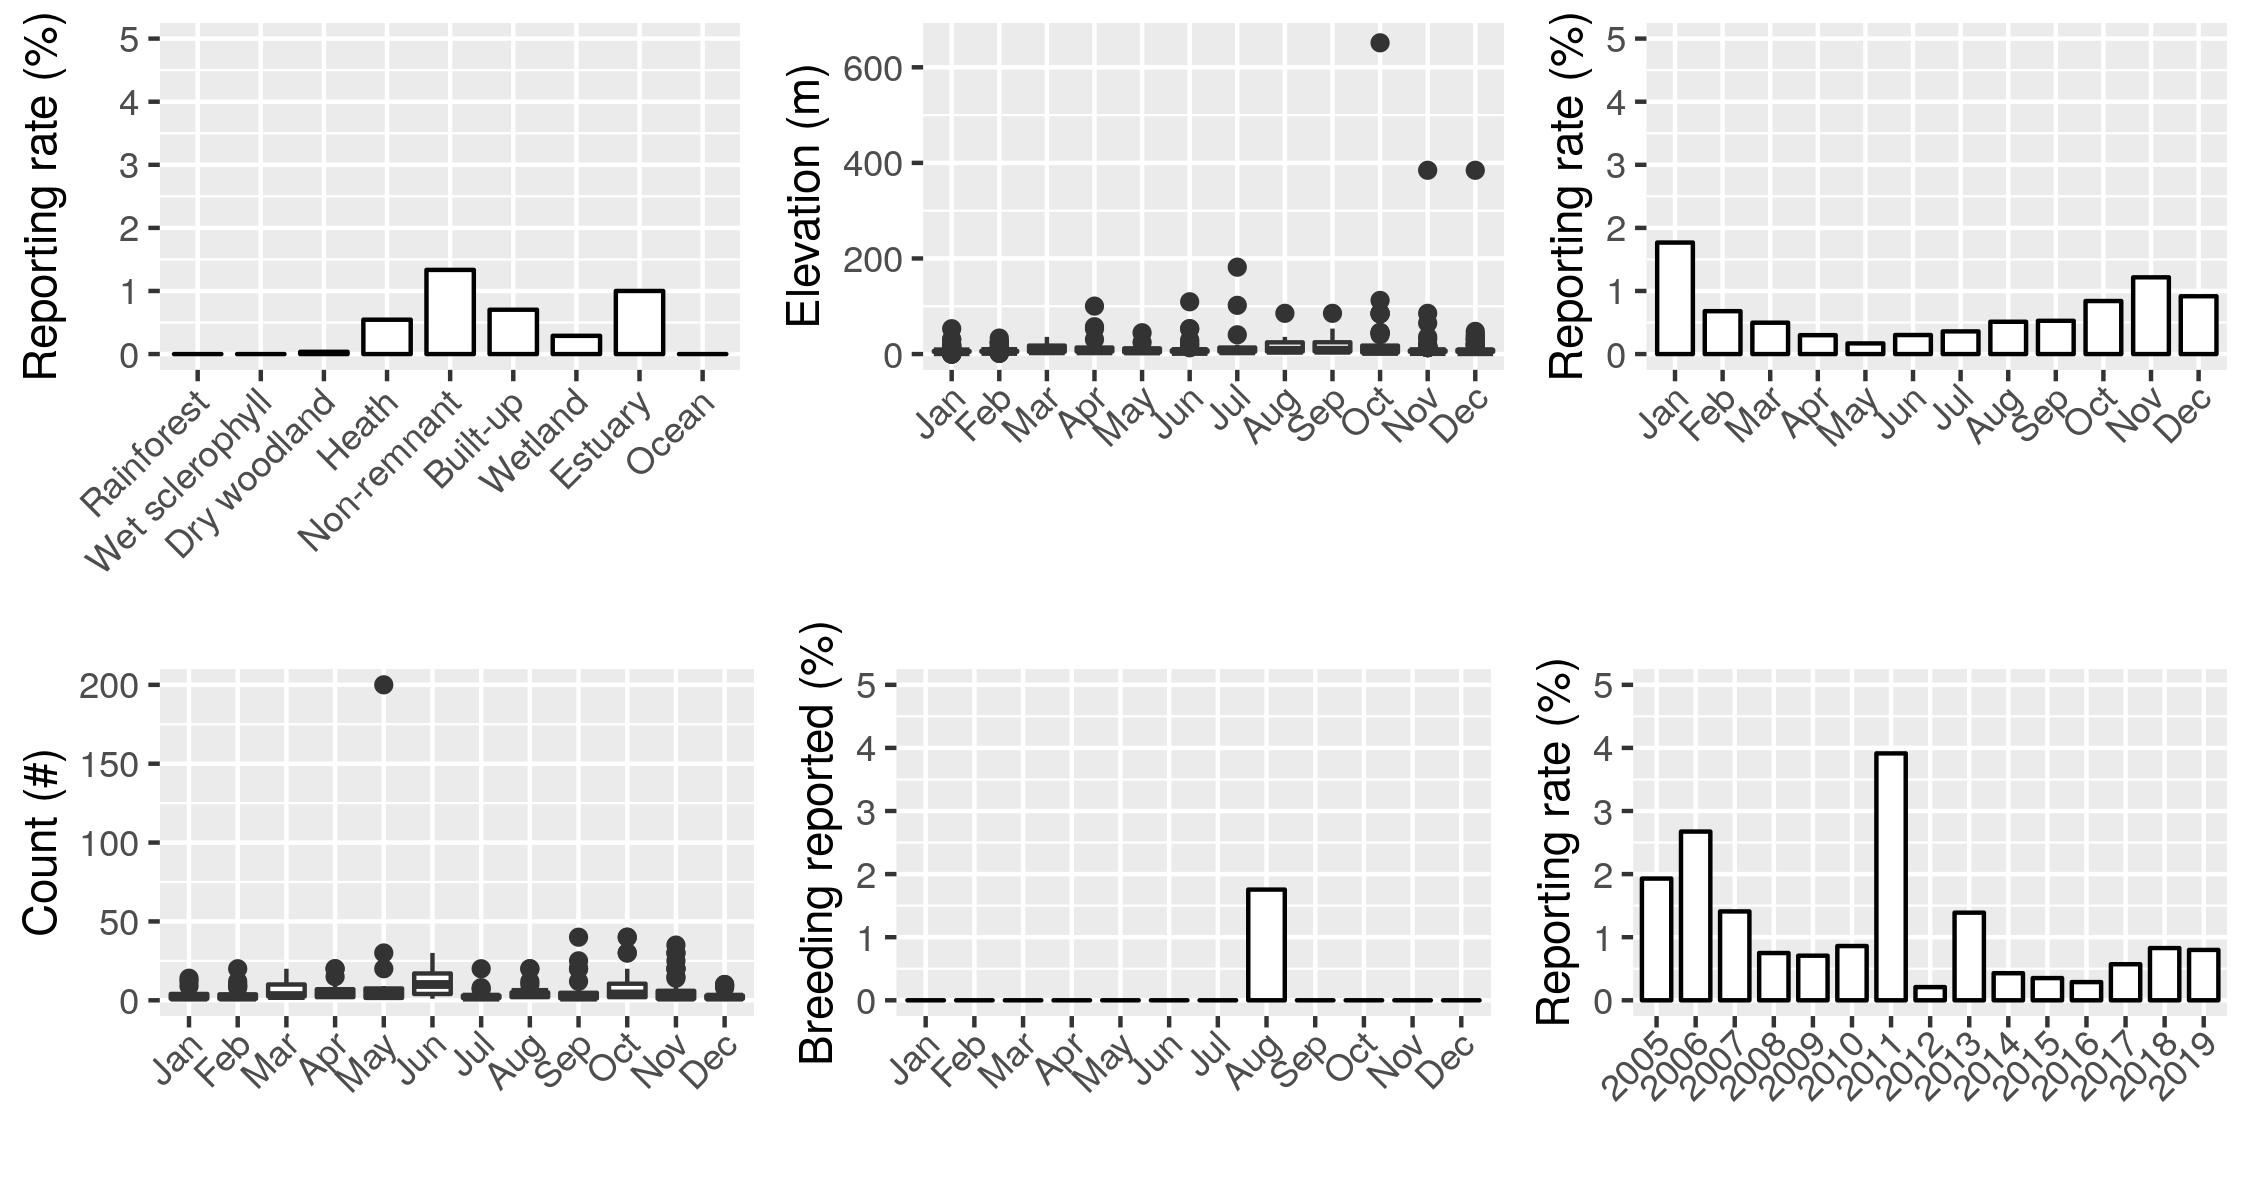 Reporting rate (%)
5
4
3
2
1
0
Rainforest
Wet sclerophyll
Dry woodland
Heath
Non-remnant
Built-up
Wetland
Estuary
Ocean
Elevation (m)
600
400
200
0
Jan Feb Mar Apr May Jun Jul Aug Sep Oct Nov Dec
Reporting rate (%)
5
4
3
2
1
0
Jan Feb Mar Apr May Jun Jul Aug Sep Oct Nov Dec
Count (#)
200
150
100
50
0
Jan Feb Mar Apr May Jun Jul Aug Sep Oct Nov Dec
Breeding reported (%)
5
4
3
2
1
0
Jan Feb Mar Apr May Jun Jul Aug Sep Oct Nov Dec
Reporting rate (%)
5
4
3
2
1
0
2005 2006 2007 2008 2009 2010 2011 2012 2013 2014 2015 2016 2017 2018 2019